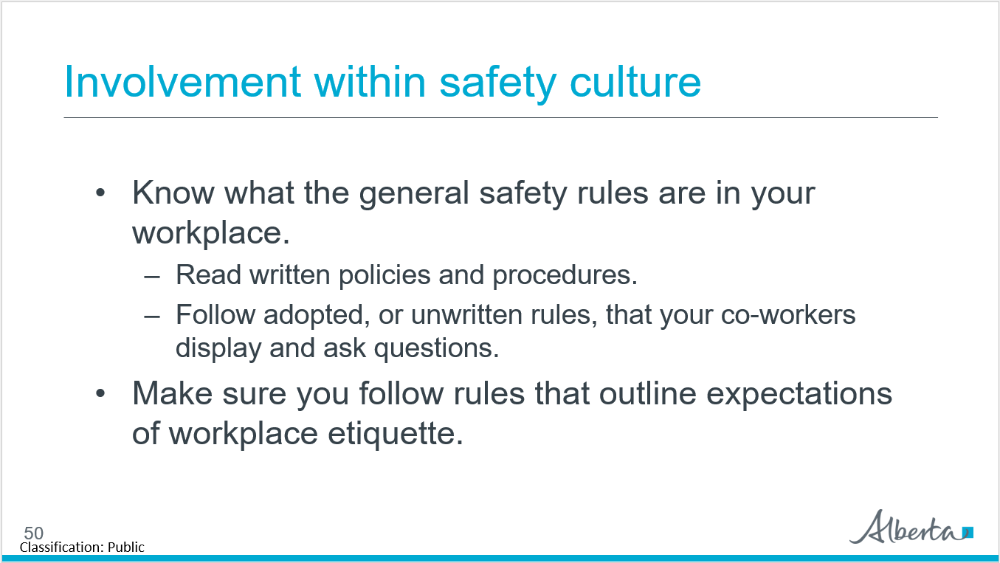 Involvement within safety culture
• Know what the general safety rules are in your
workplace.
– Read written policies and procedures.
– Follow adopted, or unwritten rules, that your co-workers
display and ask questions.
• Make sure you follow rules that outline expectations
of workplace etiquette.
50
Classification: Public
Alberta